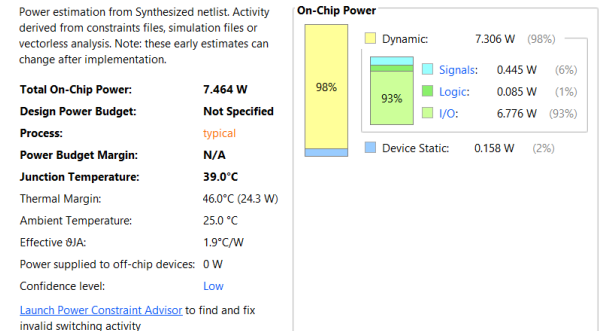 Power estimation from Synthesized netlist. Activity
derived from constraints files, simulation files or
vectorless analysis. Note: these early estimates can
change after implementation.
Total On-Chip Power: 7.464 W
Design Power Budget: Not Specified
Process: typical
Power Budget Margin: N/A
Junction Temperature: 39.0°C
Thermal Margin: 46.0°C (24.3 W)
Ambient Temperature: 25.0 °C
Effective ϑJA: 1.9°C/W
Power supplied to off-chip devices: 0 W
Confidence level: Low
Launch Power Constraint Advisor to find and fix
invalid switching activity
On-Chip Power
98%
93%
Dynamic: 7.306 W (98%)
Signals: 0.445 W (6%)
Logic: 0.085 W (1%)
I/O: 6.776 W (93%)
Device Static: 0.158 W (2%)